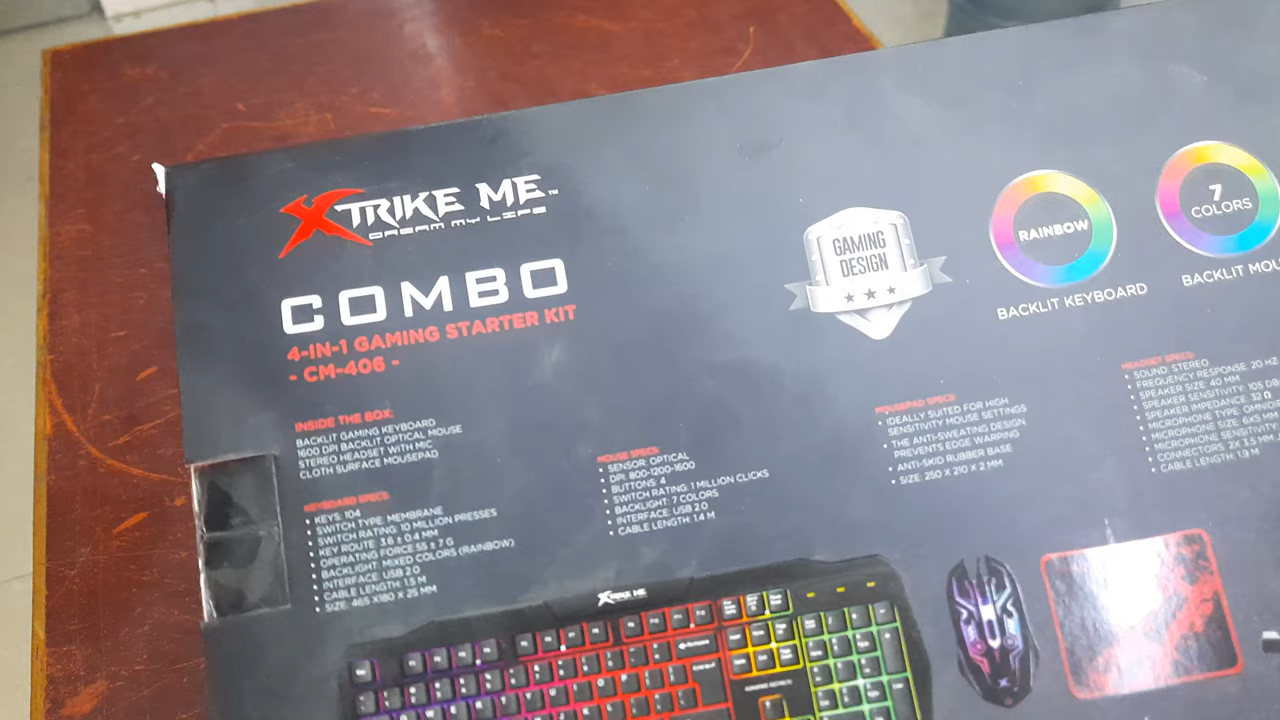 XTRIKE ME™
DREAM MY LIFE
COMBO
4-IN-1 GAMING STARTER KIT
- CM-406 -
GAMING
DESIGN
RAINBOW
BACKLIT KEYBOARD
7
COLORS
BACKLIT MOU
INSIDE THE BOX:
BACKLIT GAMING KEYBOARD
1600 DPI BACKLIT OPTICAL MOUSE
STEREO HEADSET WITH MIC
CLOTH SURFACE MOUSEPAD
KEYBOARD SPECS:
• KEYS: 104
• SWITCH TYPE: MEMBRANE
• SWITCH RATING: 10 MILLION PRESSES
• KEY ROUTE: 3.6 ± 0.4 MM
• OPERATING FORCE: 55 ± 7 G
• BACKLIGHT: MIXED COLORS (RAINBOW)
• INTERFACE: USB 2.0
• CABLE LENGTH: 1.5 M
• SIZE: 465 X180 X 25 MM
MOUSE SPECS:
• SENSOR: OPTICAL
• DPI: 800-1200-1600
• BUTTONS: 4
• SWITCH RATING: 1 MILLION CLICKS
• BACKLIGHT: 7 COLORS
• INTERFACE: USB 2.0
• CABLE LENGTH: 1.4 M
MOUSEPAD SPECS:
• IDEALLY SUITED FOR HIGH
SENSITIVITY MOUSE SETTINGS
• THE ANTI-SWEATING DESIGN
PREVENTS EDGE WARPING
• ANTI-SKID RUBBER BASE
• SIZE: 250 X 210 X 2 MM
HEADSET SPECS:
• SOUND: STEREO
• FREQUENCY RESPONSE: 20 HZ
• SPEAKER SIZE: 40 MM
• SPEAKER SENSITIVITY: 105 DB
• SPEAKER IMPEDANCE: 32 Ω
• MICROPHONE TYPE: OMNIDI
• MICROPHONE SIZE: 6X5 M
• MICROPHONE SENSITIVITY
• CONNECTOR: 2X 3.5 MM
• CABLE LENGTH: 1.9 M
XTRIKE ME